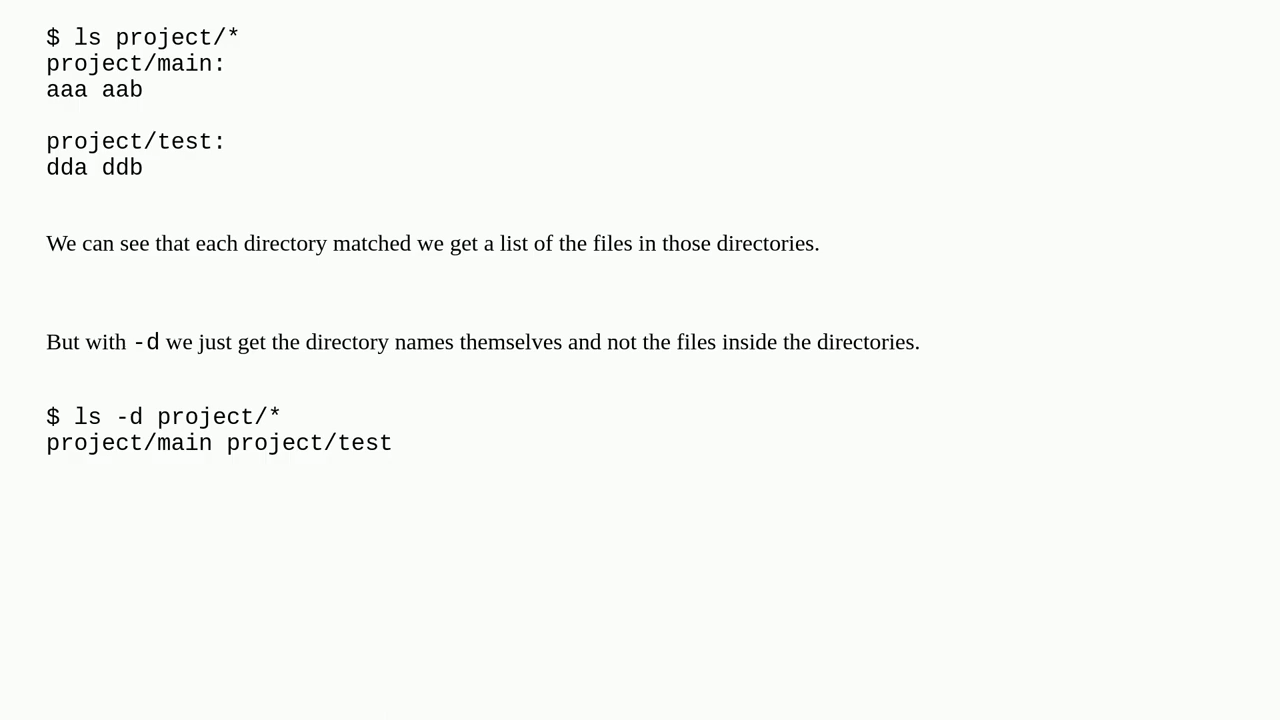 $ ls project/*
project/main:
aaa aab
project/test:
dda ddb
We can see that each directory matched we get a list of the files in those directories.
But with -d we just get the directory names themselves and not the files inside the directories.
$ ls -d project/*
project/main project/test